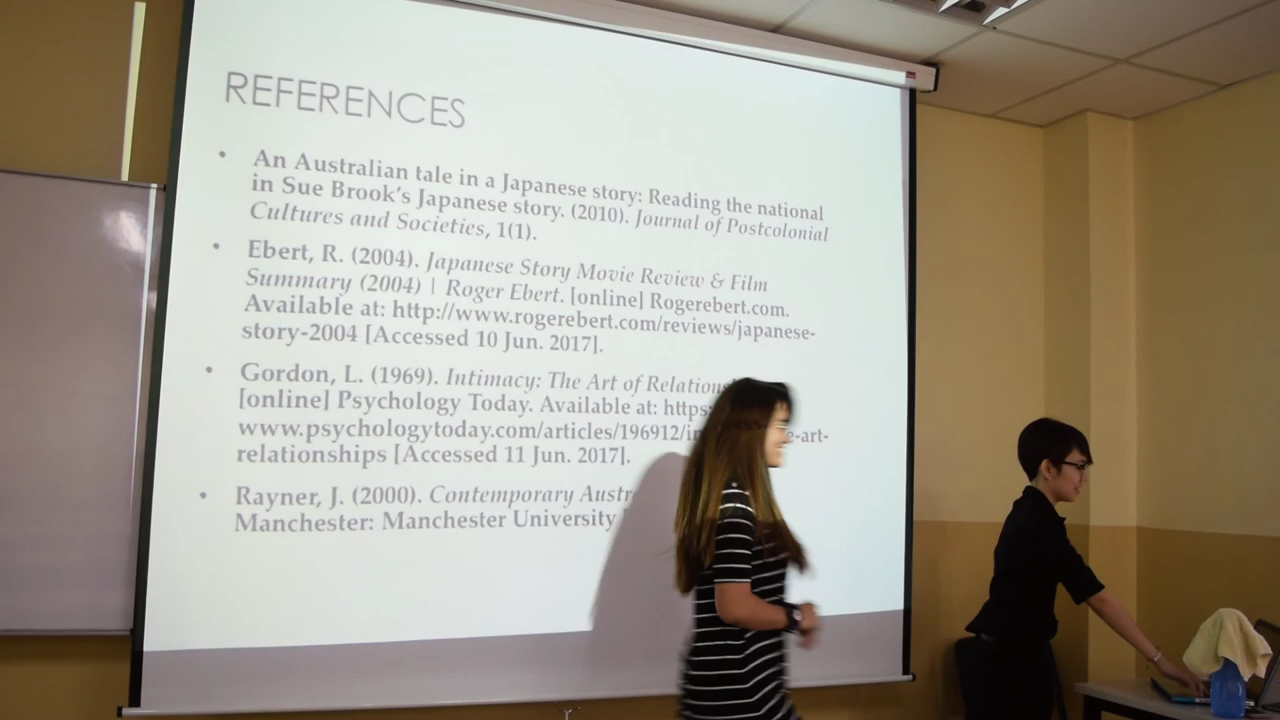 REFERENCES
• An Australian tale in a Japanese story: Reading the national
in Sue Brook's Japanese story. (2010). Journal of Postcolonial
Cultures and Societies, 1(1).
• Ebert, R. (2004). Japanese Story Movie Review & Film
Summary (2004) | Roger Ebert. [online] Rogerebert.com.
Available at: http://www.rogerebert.com/reviews/japanese-
story-2004 [Accessed 10 Jun. 2017].
• Gordon, L. (1969). Intimacy: The Art of
[online] Psychology Today. Available at:
www.psychologytoday.com/articles/196912/
relationships [Accessed 11 Jun. 2017].
• Rayner, J. (2000). Contemporary
Manchester: Manchester University